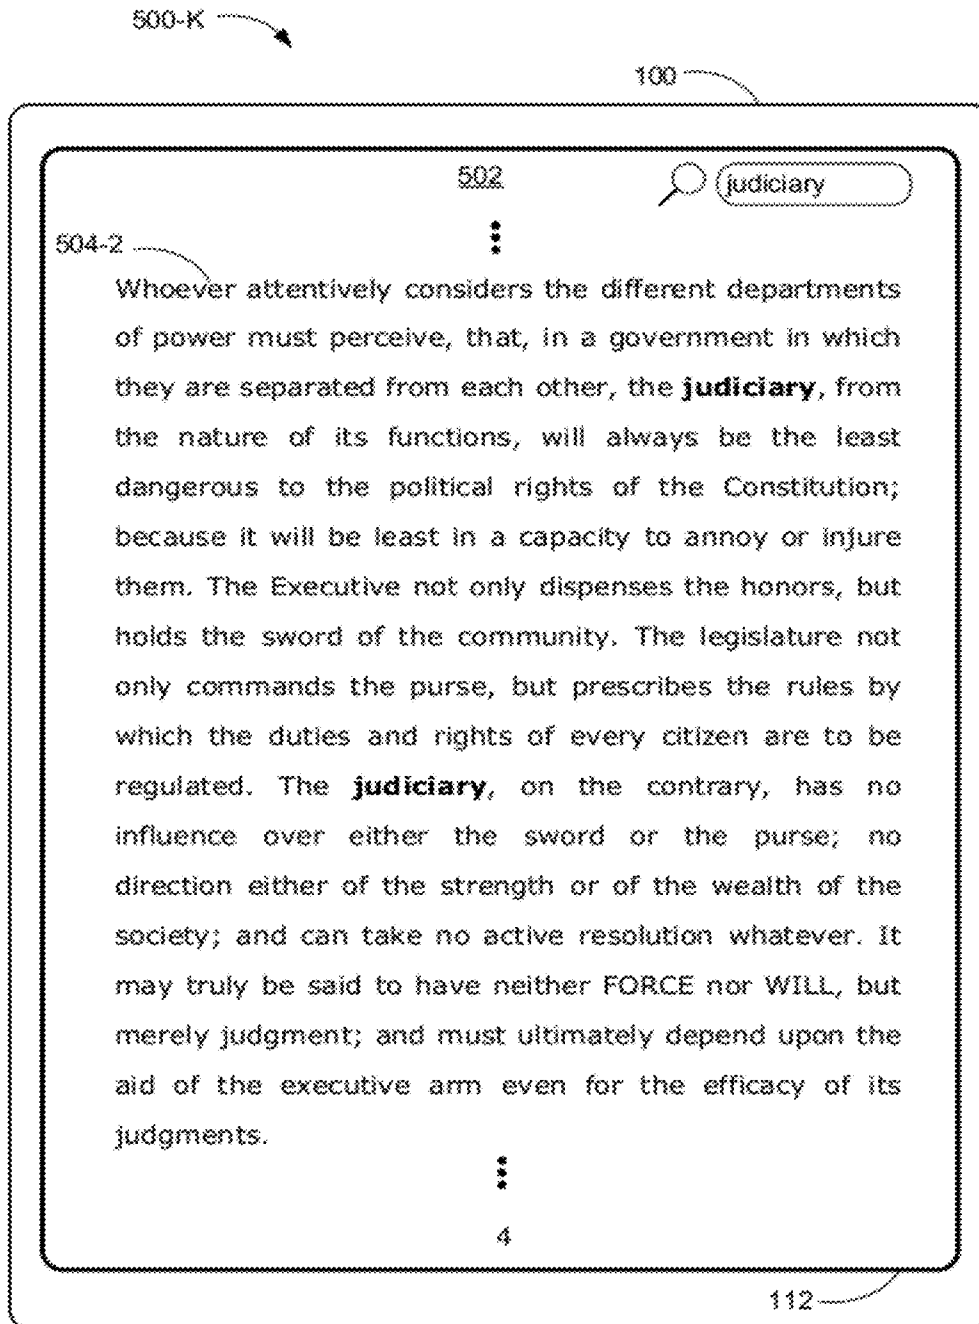 500-K
100
502
judiciary
504-2
Whoever attentively considers the different departments
of power must perceive, that, in a government in which
they are separated from each other, the judiciary, from
the nature of its functions, will always be the least
dangerous to the political rights of the Constitution;
because it will be least in a capacity to annoy or injure
them. The Executive not only dispenses the honors, but
holds the sword of the community. The legislature not
only commands the purse, but prescribes the rules by
which the duties and rights of every citizen are to be
regulated. The judiciary, on the contrary, has no
influence over either the sword or the purse; no
direction either of the strength or of the wealth of the
society; and can take no active resolution whatever. It
may truly be said to have neither FORCE nor WILL, but
merely judgment; and must ultimately depend upon the
aid of the executive arm even for the efficacy of its
judgments.
4
112